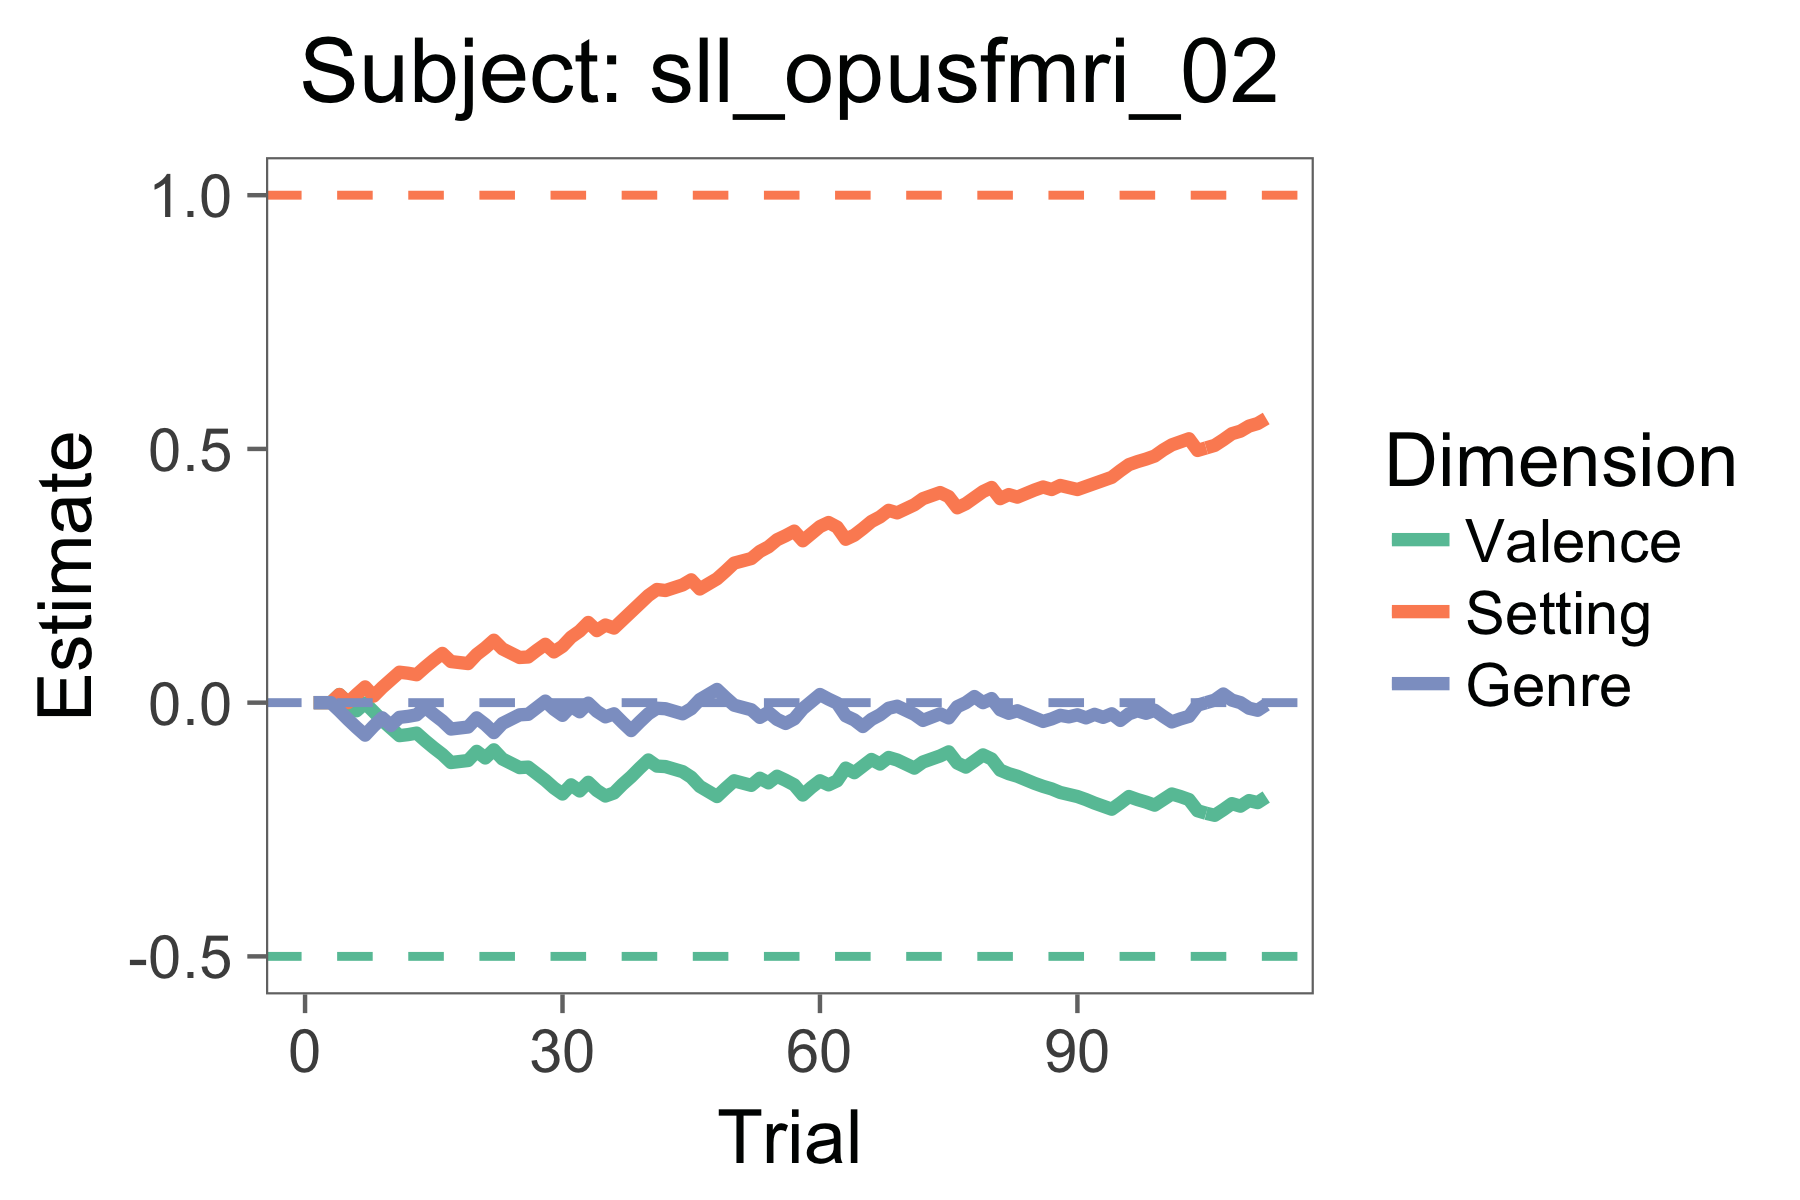 Subject: sll_opusfmri_02
1.0
0.5
0.0
-0.5
Estimate
0
30
60
90
Trial
Dimension
Valence
Setting
Genre